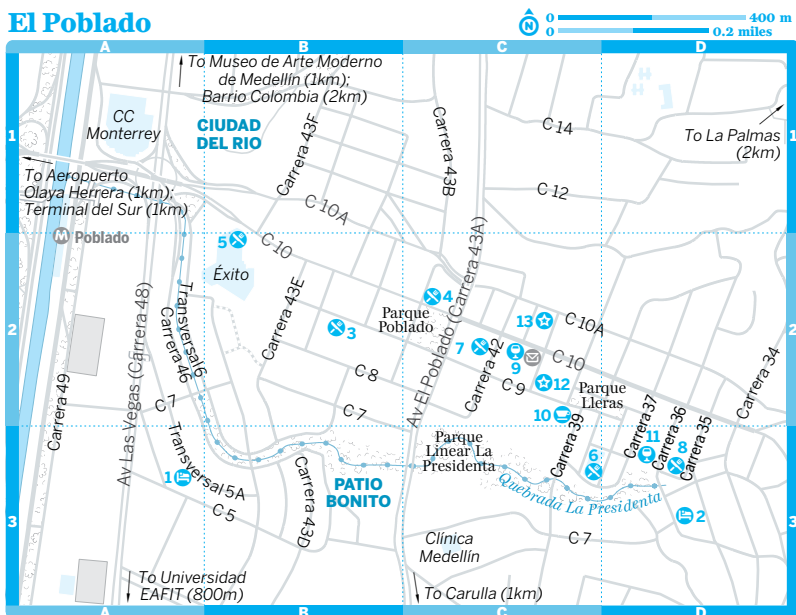 El Poblado
N
0 400 m
0 0.2 miles
A B C D
1
To Museo de Arte Moderno
de Medellín (1km);
Barrio Colombia (2km)
CC
Monterrey
CIUDAD
DEL RIO
Carrera 43F
Carrera 43B
C 14
To La Palmas
(2km)
1
To Aeropuerto
Olaya Herrera (1km);
Terminal del Sur (1km)
C 12
C 10A
M Poblado
5
C 10
Éxito
Av El Poblado (Carrera 43A)
2
Av Las Vegas (Carrera 48)
Transversal 6
Carrera 46
Carrera 43E
3
4
Parque
Poblado
13
C 10A
7
9
C 10
Carrera 42
12
C 9
Parque
Lleras
10
Carrera 34
2
C 8
C 7
C 7
Carrera 49
Transversal 5A
1
C 5
Carrera 43D
PATIO
BONITO
Parque
Linear La
Presidenta
Carrera 39
6
Carrera 37
11
Carrera 36
8
Carrera 35
Quebrada La Presidenta
2
C 7
Clínica
Medellín
3
3
To Universidad
EAFIT (800m)
To Carulla (1km)
A B C D